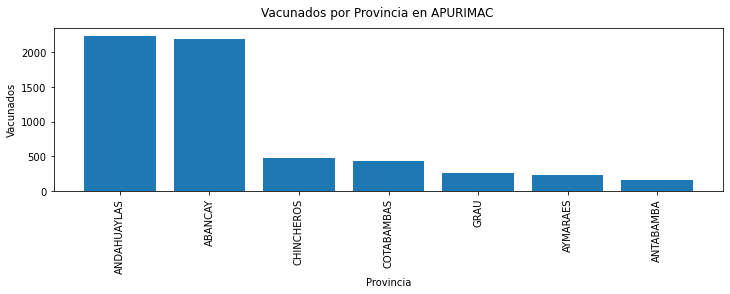 Vacunados por Provincia en APURIMAC
Vacunados
2000
1500
1000
500
0
ANDAHUAYLAS
ABANCAY
CHINCHEROS
COTABAMBAS
GRAU
AYMARAES
ANTABAMBA
Provincia